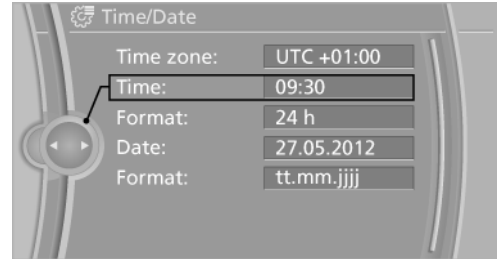 Time/Date
Time zone: UTC +01:00
Time: 09:30
Format: 24 h
Date: 27.05.2012
Format: tt.mm.jjjj